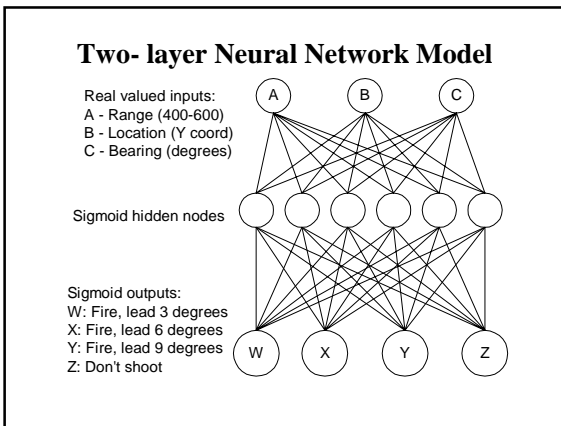 Two- layer Neural Network Model
Real valued inputs:
A - Range (400-600)
B - Location (Y coord)
C - Bearing (degrees)
A B C
Sigmoid hidden nodes
Sigmoid outputs:
W: Fire, lead 3 degrees
X: Fire, lead 6 degrees
Y: Fire, lead 9 degrees
Z: Don't shoot
W X Y Z